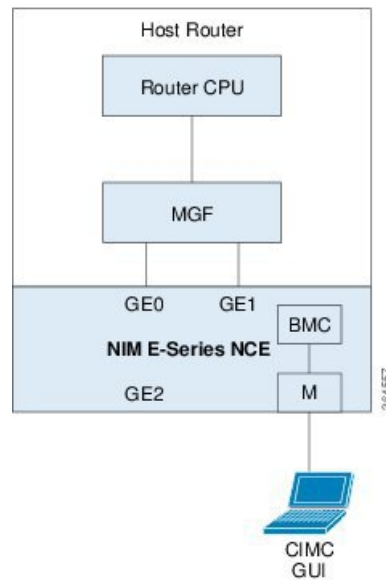 Host Router
Router CPU
MGF
GE0 GE1
BMC
NIM E-Series NCE
GE2 M
CIMC
GUI